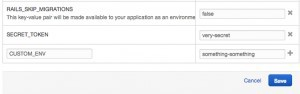 RAILS_SKIP_MIGRATIONS
This key-value pair will be made available to your application as an environme
false
SECRET_TOKEN
very-secret
CUSTOM_ENV
something-something
Cancel
Save